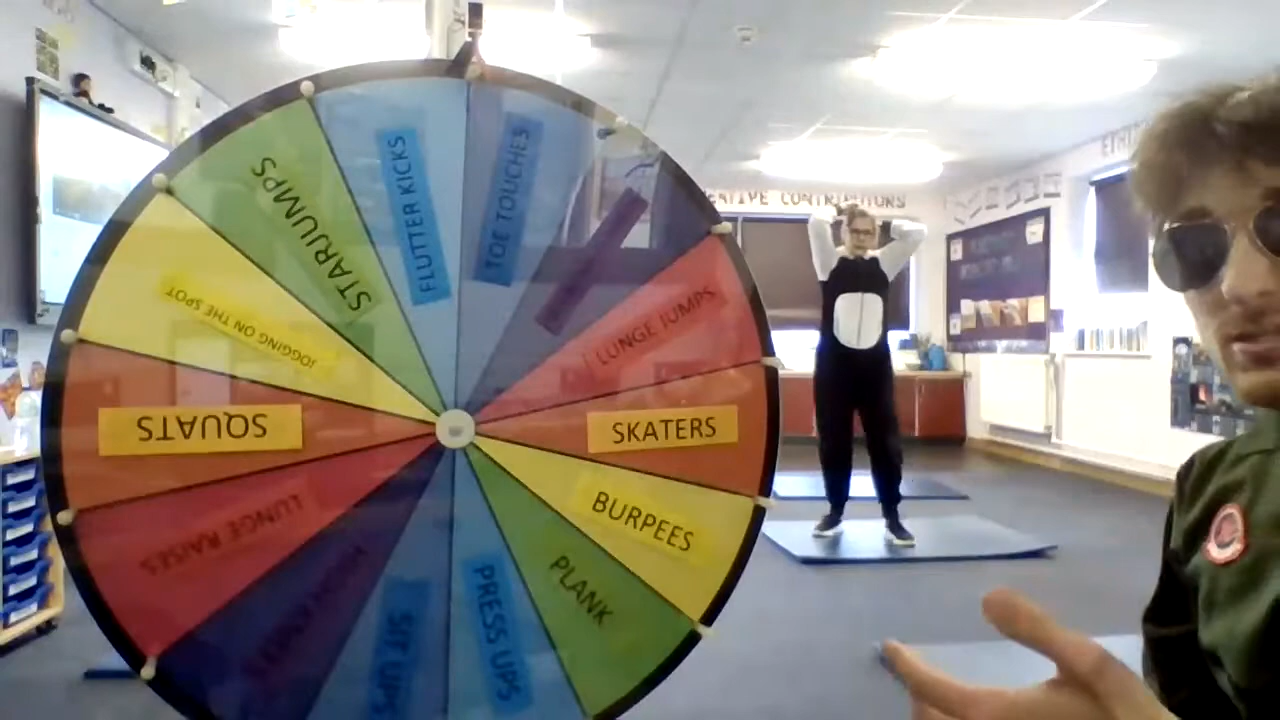 FLUTTER KICKS
TOE TOUCHES
STARJUMPS
LUNGE JUMPS
JOGGING ON THE SPOT
SQUATS
SKATERS
BURPEES
LUNGE RAISES
PLANK
SIT UPS
PRESS UPS
CONTRIBUTORS